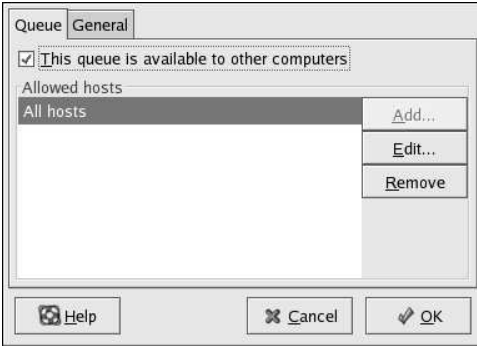 Queue General
This queue is available to other computers
Allowed hosts
All hosts
Add...
Edit...
Remove
Help Cancel OK